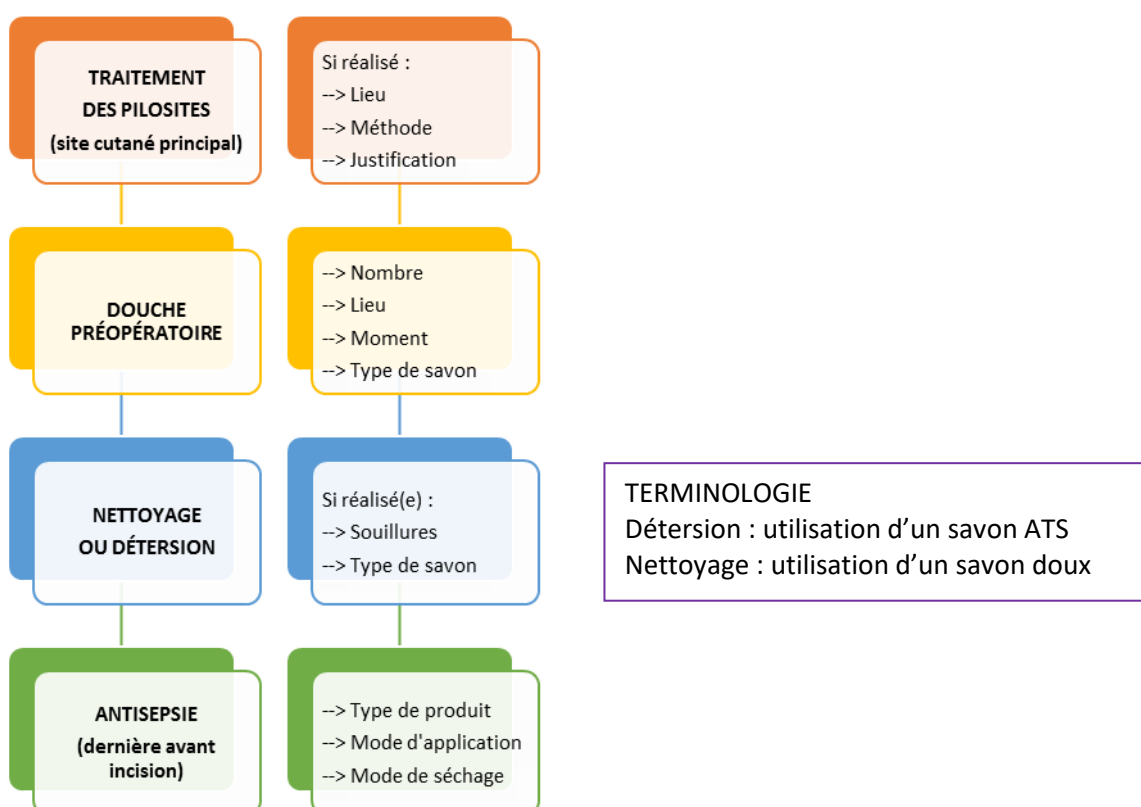 TRAITEMENT
DES PILOSITES
(site cutané principal)
Si réalisé :
--> Lieu
--> Méthode
--> Justification
DOUCHE
PRÉOPÉRATOIRE
--> Nombre
--> Lieu
--> Moment
--> Type de savon
NETTOYAGE
OU DÉTERSION
Si réalisé(e) :
--> Souillures
--> Type de savon
TERMINOLOGIE
Détersion : utilisation d’un savon ATS
Nettoyage : utilisation d’un savon doux
ANTISEPSIE
(dernière avant
incision)
--> Type de produit
--> Mode d'application
--> Mode de séchage